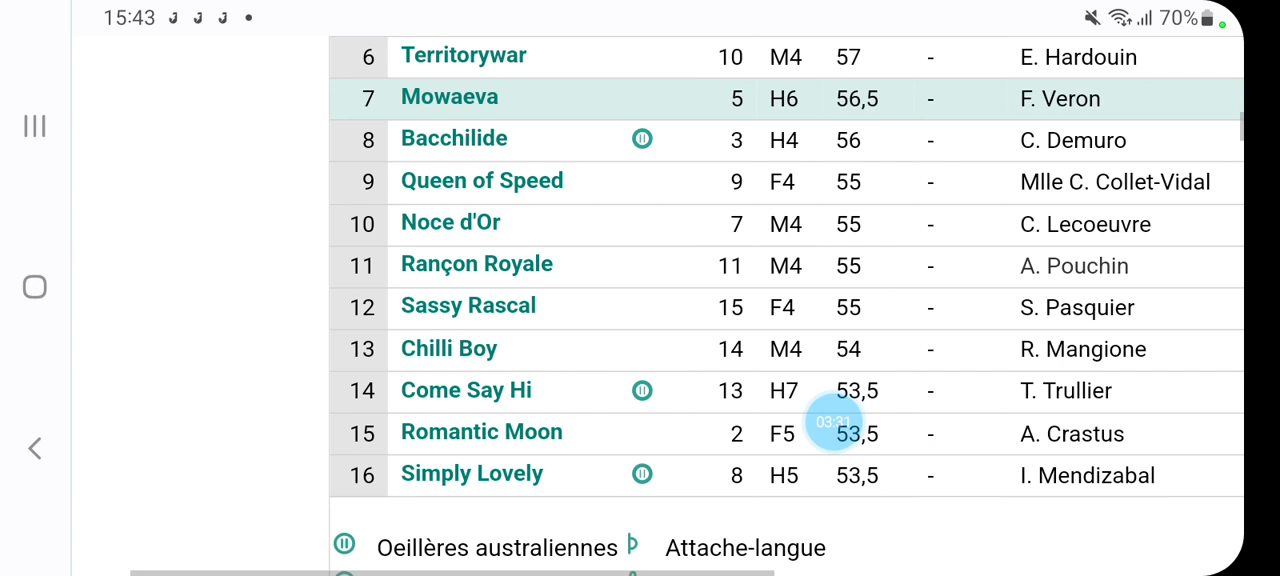 15:43 70%
6 Territorywar 10 M4 57 - E. Hardouin
7 Mowaeva 5 H6 56,5 - F. Veron
8 Bacchilide 3 H4 56 - C. Demuro
9 Queen of Speed 9 F4 55 - Mlle C. Collet-Vidal
10 Noce d'Or 7 M4 55 - C. Lecoeuvre
11 Rançon Royale 11 M4 55 - A. Pouchin
12 Sassy Rascal 15 F4 55 - S. Pasquier
13 Chilli Boy 14 M4 54 - R. Mangione
14 Come Say Hi 13 H7 53,5 - T. Trullier
03:31
15 Romantic Moon 2 F5 53,5 - A. Crastus
16 Simply Lovely 8 H5 53,5 - I. Mendizabal
Oeillères australiennes Attache-langue